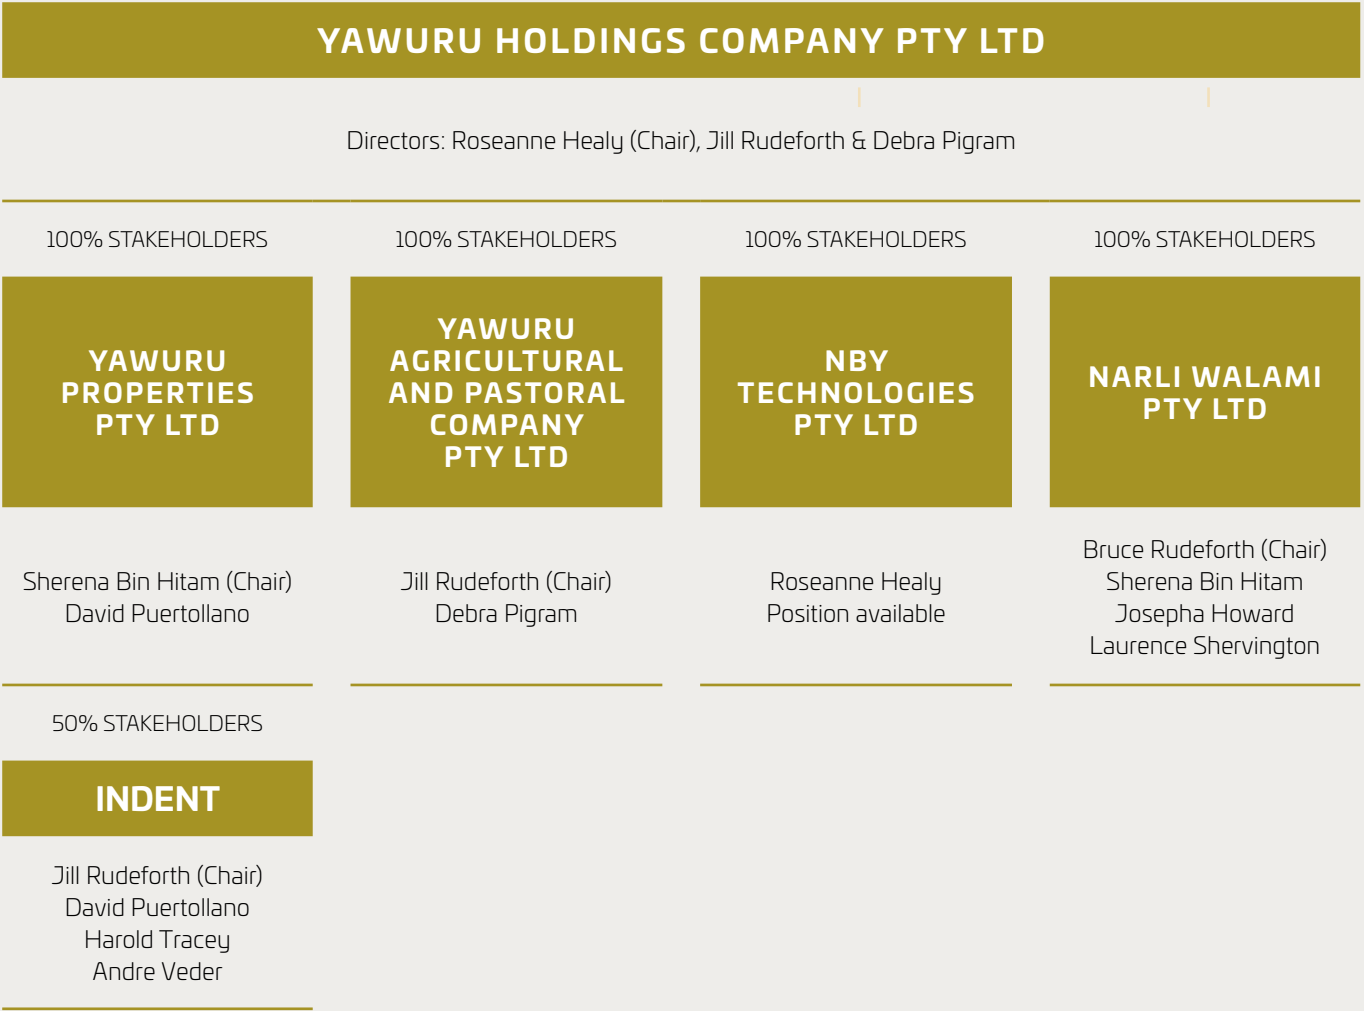 YAWURU HOLDINGS COMPANY PTY LTD
Directors: Roseanne Healy (Chair), Jill Rudeforth & Debra Pigram
100% STAKEHOLDERS
YAWURU
PROPERTIES
PTY LTD
Sherena Bin Hitam (Chair)
David Puertollano
100% STAKEHOLDERS
YAWURU
AGRICULTURAL
AND PASTORAL
COMPANY
PTY LTD
Jill Rudeforth (Chair)
Debra Pigram
100% STAKEHOLDERS
NBY
TECHNOLOGIES
PTY LTD
Roseanne Healy
Position available
100% STAKEHOLDERS
NARLI WALAMI
PTY LTD
Bruce Rudeforth (Chair)
Sherena Bin Hitam
Josepha Howard
Laurence Shervington
50% STAKEHOLDERS
INDENT
Jill Rudeforth (Chair)
David Puertollano
Harold Tracey
Andre Veder